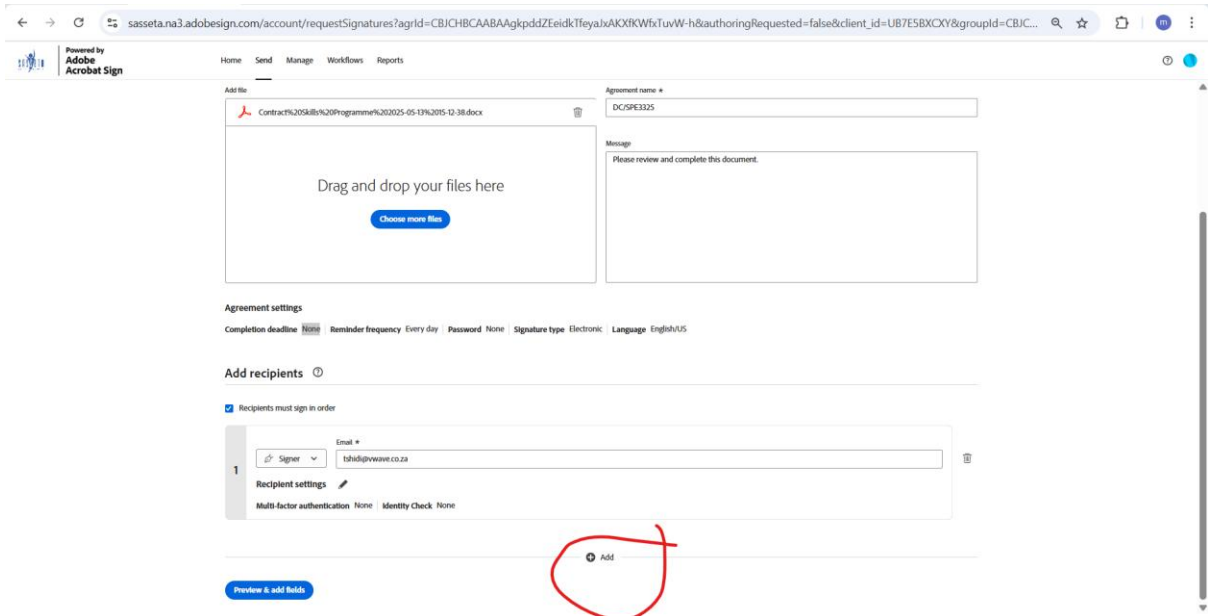 sasseta.na3.adobesign.com/account/requestSignatures?agrId=CBJCHBCAABAAgkpddZEeidkTfeyaJxAKXfKWfxTuvW-h&authoringRequested=false&client_id=UB7E5BXCXY&groupId=CBJC...
m
Powered by
Adobe
Acrobat Sign
Home Send Manage Workflows Reports
Add file
Contract%20Skills%20Programme%202025-05-13%2015-12-38.docx
Drag and drop your files here
Choose more files
Agreement name *
DC/SPE3325
Message
Please review and complete this document.
Agreement settings
Completion deadline None Reminder frequency Every day Password None Signature type Electronic Language English/US
Add recipients
Recipients must sign in order
1
Signer
Email *
tshidi@vwave.co.za
Recipient settings
Multi-factor authentication None Identity Check None
Add
Preview & add fields